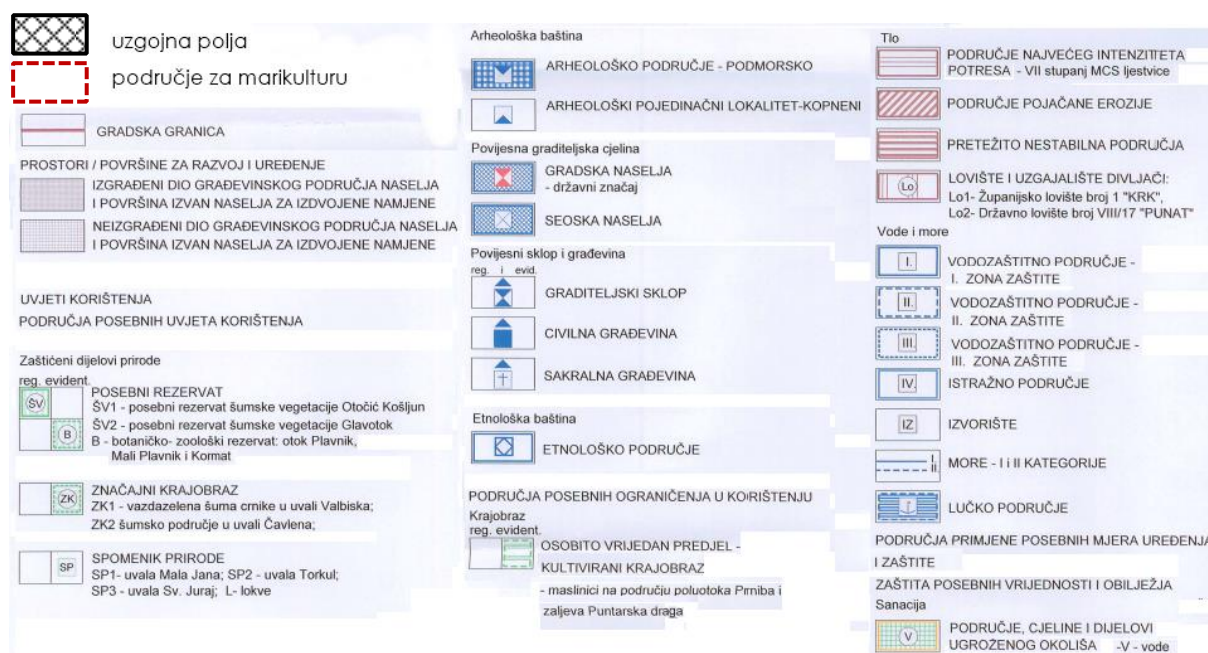 uzgojna polja
područje za marikulturu
GRADSKA GRANICA
PROSTORI / POVRŠINE ZA RAZVOJ I UREĐENJE
IZGRAĐENI DIO GRAĐEVINSKOG PODRUČJA NASELJA
I POVRŠINA IZVAN NASELJA ZA IZDVOJENE NAMJENE
NEIZGRAĐENI DIO GRAĐEVINSKOG PODRUČJA NASELJA
I POVRŠINA IZVAN NASELJA ZA IZDVOJENE NAMJENE
UVJETI KORIŠTENJA
PODRUČJA POSEBNIH UVJETA KORIŠTENJA
Zaštićeni dijelovi prirode
reg. evident.
POSEBNI REZERVAT
ŠV
ŠV1 - posebni rezervat šumske vegetacije Otočić Košljun
ŠV2 - posebni rezervat šumske vegetacije Glavotok
B
B - botaničko- zoološki rezervat: otok Plavnik,
Mali Plavnik i Kormat
ZK
ZNAČAJNI KRAJOBRAZ
ZK1 - vazdazelena šuma crnike u uvali Valbiska;
ZK2 šumsko područje u uvali Čavlena;
SP
SPOMENIK PRIRODE
SP1- uvala Mala Jana; SP2 - uvala Torkul;
SP3 - uvala Sv. Juraj; L- lokve
Arheološka baština
ARHEOLOŠKO PODRUČJE - PODMORSKO
ARHEOLOŠKI POJEDINAČNI LOKALITET-KOPNENI
Povijesna graditeljska cjelina
GRADSKA NASELJA
- državni značaj
SEOSKA NASELJA
Povijesni sklop i građevina
reg. i evid.
GRADITELJSKI SKLOP
CIVILNA GRAĐEVINA
SAKRALNA GRAĐEVINA
Etnološka baština
ETNOLOŠKO PODRUČJE
PODRUČJA POSEBNIH OGRANIČENJA U KOIRIŠTENJU
Krajobraz
reg. evident.
OSOBITO VRIJEDAN PREDJEL -
KULTIVIRANI KRAJOBRAZ
- maslinici na području poluotoka Prniba i
zaljeva Puntarska draga
Tlo
PODRUČJE NAJVEĆEG INTENZITETA
POTRESA - VII stupanj MCS ljestvice
PODRUČJE POJAČANE EROZIJE
PRETEŽITO NESTABILNA PODRUJČJA
Lo
LOVIŠTE I UZGAJALIŠTE DIVLJAČI:
Lo1- Županijsko lovište broj 1 "KRK",
Lo2- Državno lovište broj VIII/17 "PUNAT"
Vode i more
I.
VODOZAŠTITNO PODRUČJE -
I. ZONA ZAŠTITE
II.
VODOZAŠTITNO PODRUČJE -
II. ZONA ZAŠTITE
III.
VODOZAŠTITNO PODRUČJE -
III. ZONA ZAŠTITE
IV.
ISTRAŽNO PODRUČJE
IZ
IZVORIŠTE
I.
II.
MORE - I i II KATEGORIJE
LUČKO PODRUČJE
PODRUČJA PRIMJENE POSEBNIH MJERA UREĐENJA
I ZAŠTITE
ZAŠTITA POSEBNIH VRIJEDNOSTI I OBILJEŽJA
Sanacija
V
PODRUČJE, CJELINE I DIJELOVI
UGROŽENOG OKOLIŠA -V - vode